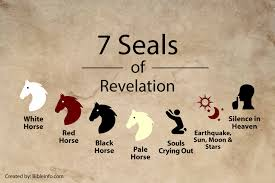 7 Seals
of
Revelation
White
Horse
Red
Horse
Black
Horse
Pale
Horse
Souls
Crying Out
Earthquake,
Sun, Moon &
Stars
Silence in
Heaven
Created by: BibleInfo.com